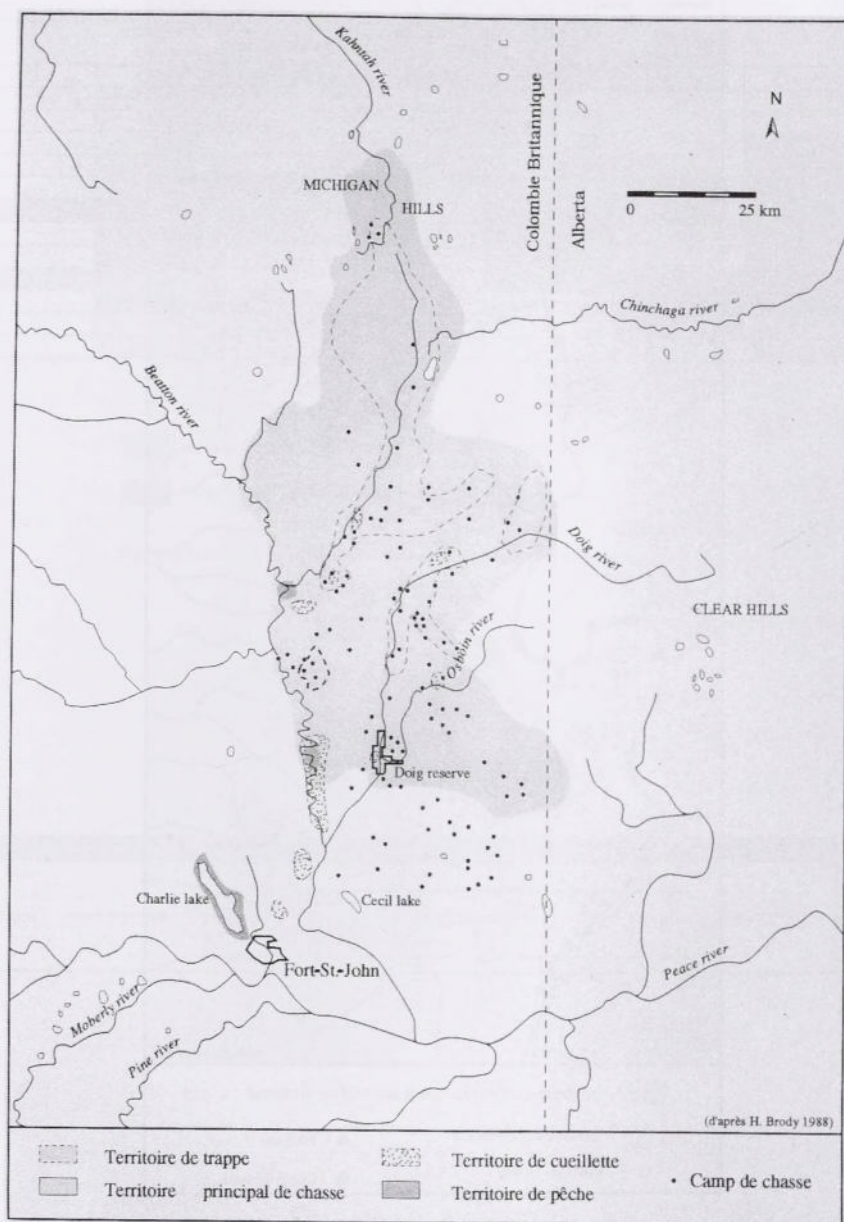 Kahntah river
Colombie Britannique
Alberta
N
MICHIGAN
HILLS
0 25 km
Chinchaga river
Beatton river
Doig river
CLEAR HILLS
Osborn river
Doig reserve
Charlie lake
Cecil lake
Fort-St.-John
Peace river
Moberly river
Pine river
(d'après H. Brody 1988)
Territoire de trappe
Territoire de cueillette
Camp de chasse
Territoire principal de chasse
Territoire de pêche